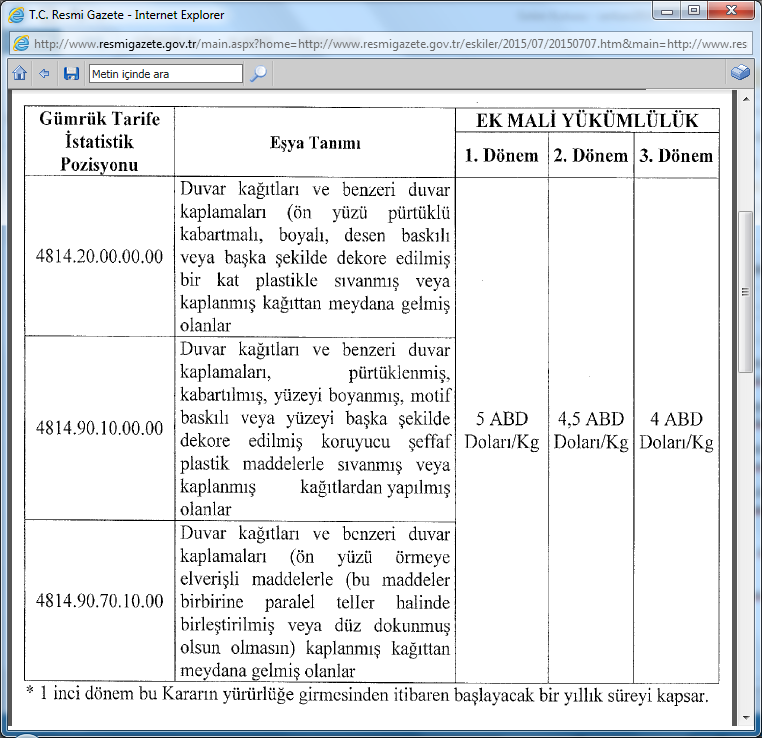 T.C. Resmi Gazete - Internet Explorer
http://www.resmigazete.gov.tr/main.aspx?home=http://www.resmigazete.gov.tr/eskiler/2015/07/20150707.htm&main=http://www.res
Metin içinde ara
Gümrük Tarife
İstatistik
Pozisyonu
Eşya Tanımı
EK MALİ YÜKÜMLÜLÜK
1. Dönem
2. Dönem
3. Dönem
4814.20.00.00.00
Duvar kağıtları ve benzeri duvar
kaplamaları (ön yüzü pürtüklü
kabartmalı, boyalı, desen baskılı
veya başka şekilde dekore edilmiş
bir kat plastikle sıvanmış veya
kaplanmış kağıttan meydana gelmiş
olanlar
4814.90.10.00.00
Duvar kağıtları ve benzeri duvar
kaplamaları, pürtüklenmiş,
kabartılmış, yüzeyi boyanmış, motif
baskılı veya yüzeyi başka şekilde
dekore edilmiş koruyucu şeffaf
plastik maddelerle sıvanmış veya
kaplanmış kağıtlardan yapılmış
olanlar
5 ABD
Doları/Kg
4,5 ABD
Doları/Kg
4 ABD
Doları/Kg
4814.90.70.10.00
Duvar kağıtları ve benzeri duvar
kaplamaları (ön yüzü örmeye
elverişli maddelerle (bu maddeler
birbirine paralel teller halinde
birleştirilmiş veya düz dokunmuş
olsun olmasın) kaplanmış kağıttan
meydana gelmiş olanlar
* 1 inci dönem bu Kararın yürürlüğe girmesinden itibaren başlayacak bir yıllık süreyi kapsar.